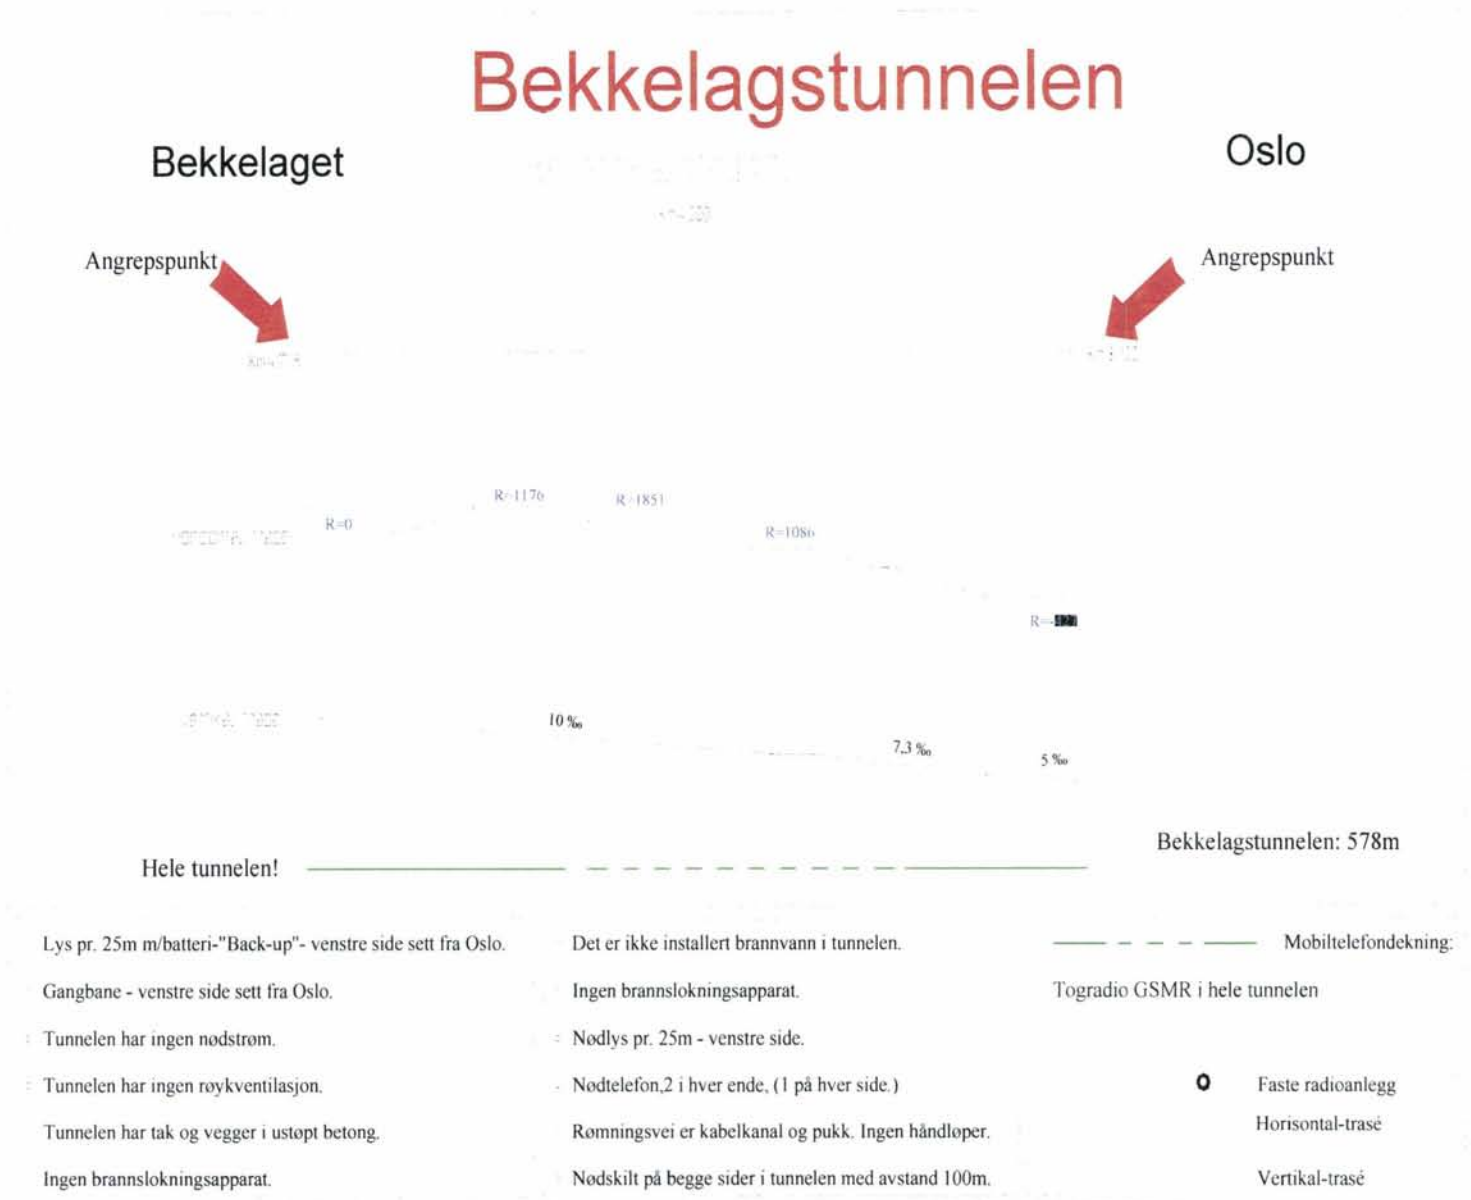 Bekkelagstunnelen
Bekkelaget
Oslo
Angrepspunkt
Angrepspunkt
R=-1176
R=-1851
R=0
R=1086
R=
10 ‰
7.3 ‰
5 ‰
Bekkelagstunnelen: 578m
Hele tunnelen!
Lys pr. 25m m/batteri-"Back-up"- venstre side sett fra Oslo.
Gangbane - venstre side sett fra Oslo.
Tunnelen har ingen nødstrøm.
Tunnelen har ingen røykventilasjon.
Tunnelen har tak og vegger i ustøpt betong.
Ingen brannslokningsapparat.
Det er ikke installert brannvann i tunnelen.
Ingen brannslokningsapparat.
Nødlys pr. 25m - venstre side.
Nødtelefon,2 i hver ende, (1 på hver side.)
Rømningsvei er kabelkanal og pukk. Ingen håndløper.
Nødskilt på begge sider i tunnelen med avstand 100m.
Mobiltelefondekning:
Togradio GSMR i hele tunnelen
Faste radioanlegg
Horisontal-trasé
Vertikal-trasé